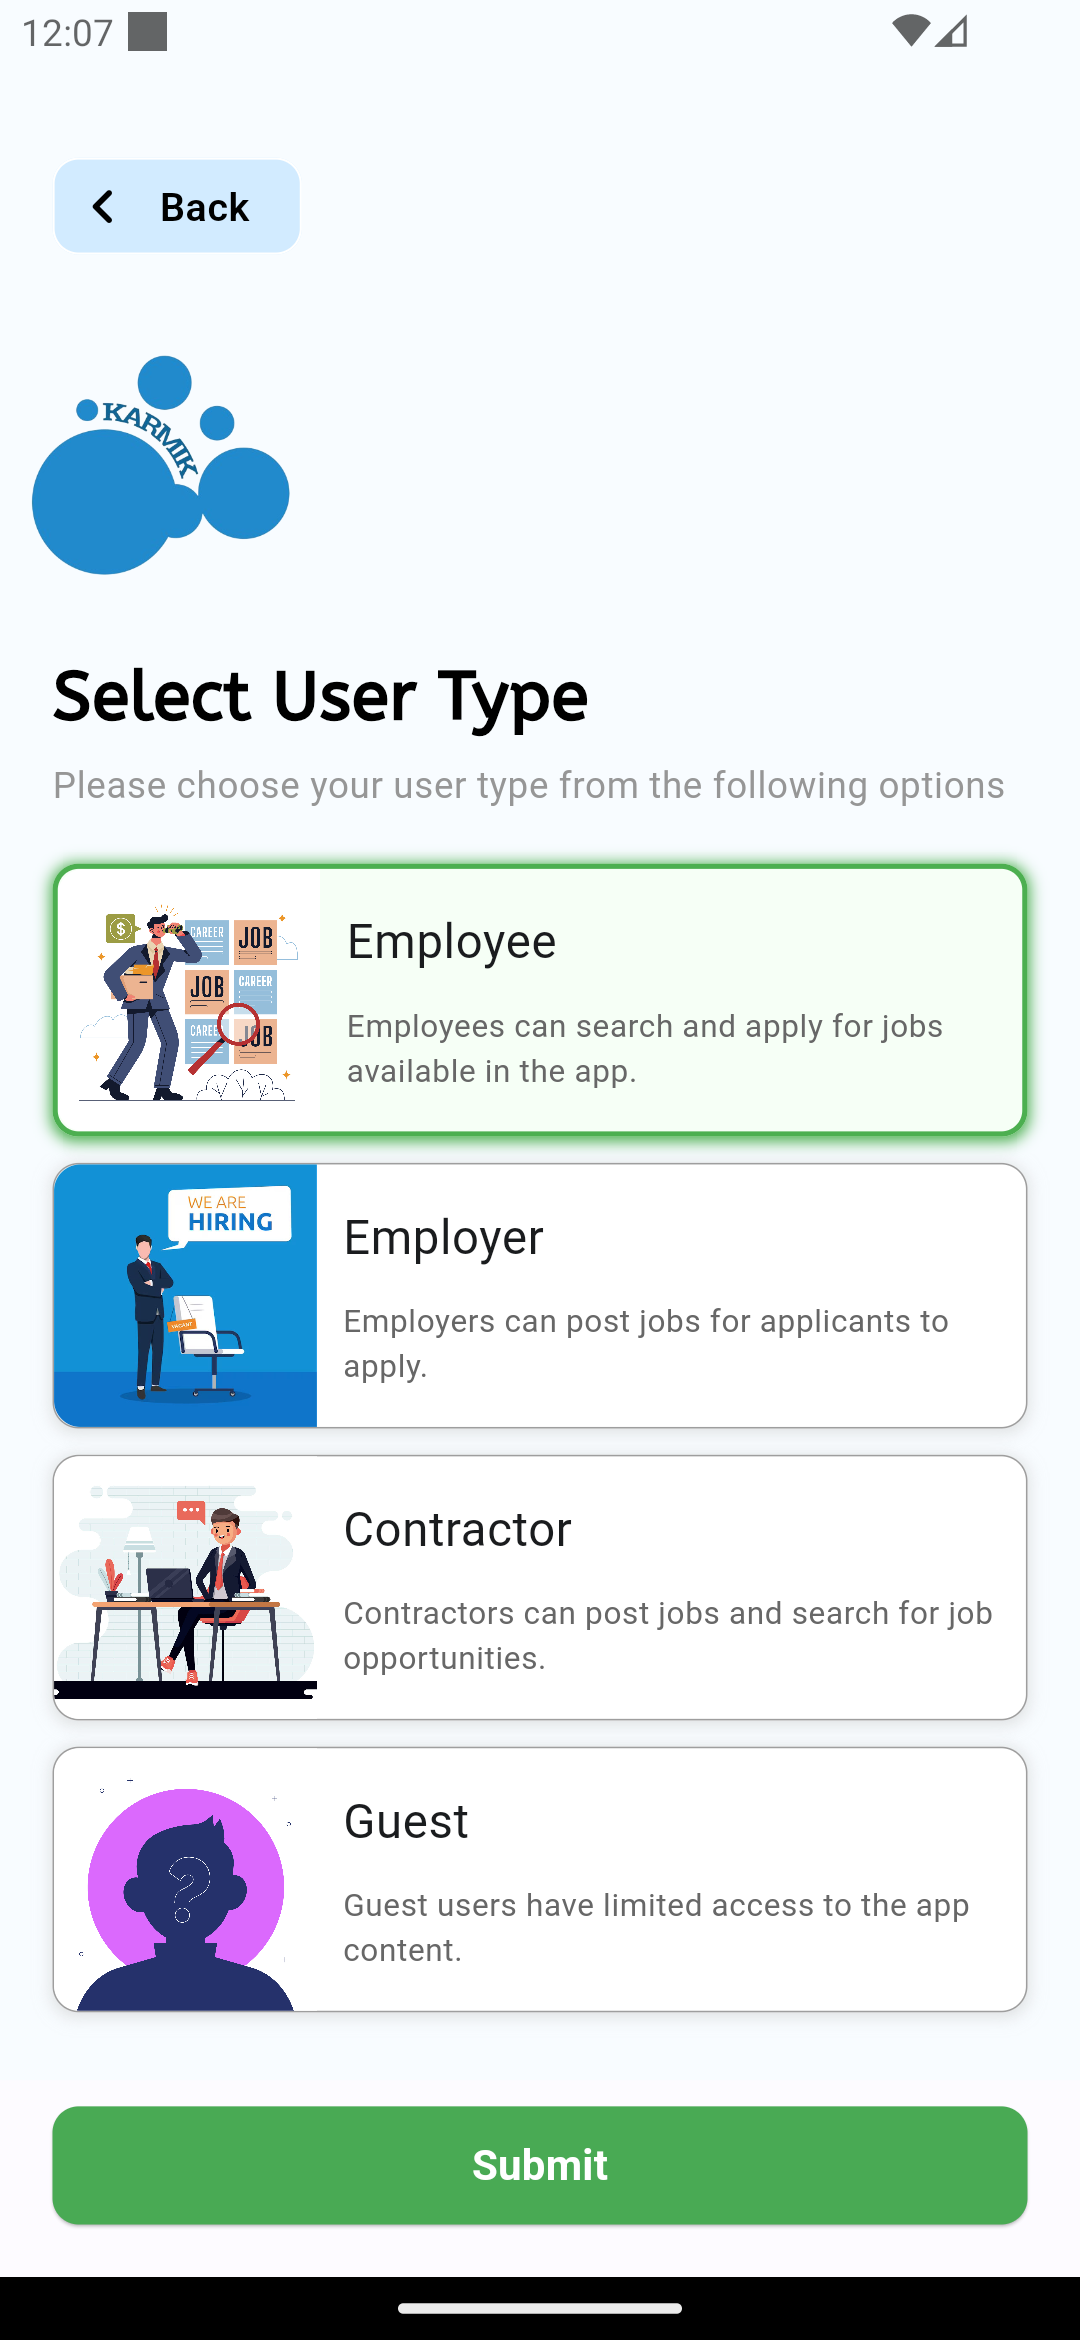 12:07
Back
KARMIK
Select User Type
Please choose your user type from the following options
$
CAREER
JOB
JOB
CAREER
CAREE
JOB
Employee
Employees can search and apply for jobs
available in the app.
WE ARE
HIRING
VACANT
Employer
Employers can post jobs for applicants to
apply.
Contractor
Contractors can post jobs and search for job
opportunities.
?
Guest
Guest users have limited access to the app
content.
Submit